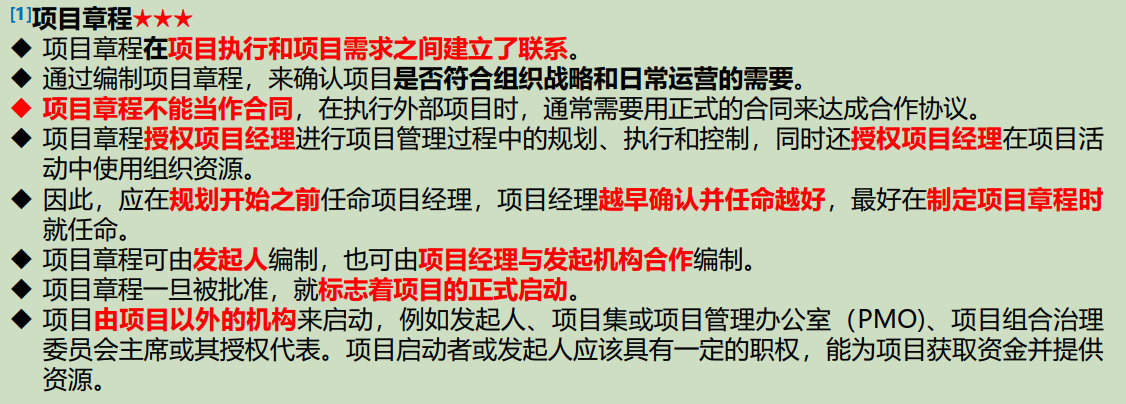 [1]项目章程★★★
◆ 项目章程在项目执行和项目需求之间建立了联系。
◆ 通过编制项目章程，来确认项目是否符合组织战略和日常运营的需要。
◆ 项目章程不能当作合同，在执行外部项目时，通常需要用正式的合同来达成合作协议。
◆ 项目章程授权项目经理进行项目管理过程中的规划、执行和控制，同时还授权项目经理在项目活
动中使用组织资源。
◆ 因此，应在规划开始之前任命项目经理，项目经理越早确认并任命越好，最好在制定项目章程时
就任命。
◆ 项目章程可由发起人编制，也可由项目经理与发起机构合作编制。
◆ 项目章程一旦被批准，就标志着项目的正式启动。
◆ 项目由项目以外的机构来启动，例如发起人、项目集或项目管理办公室（PMO)、项目组合治理
委员会主席或其授权代表。项目启动者或发起人应该具有一定的职权，能为项目获取资金并提供
资源。